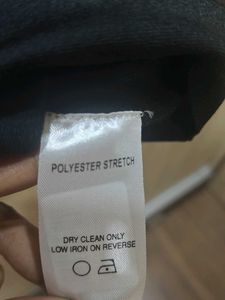 POLYESTER STRETCH
DRY CLEAN ONLY
LOW IRON ON REVERSE